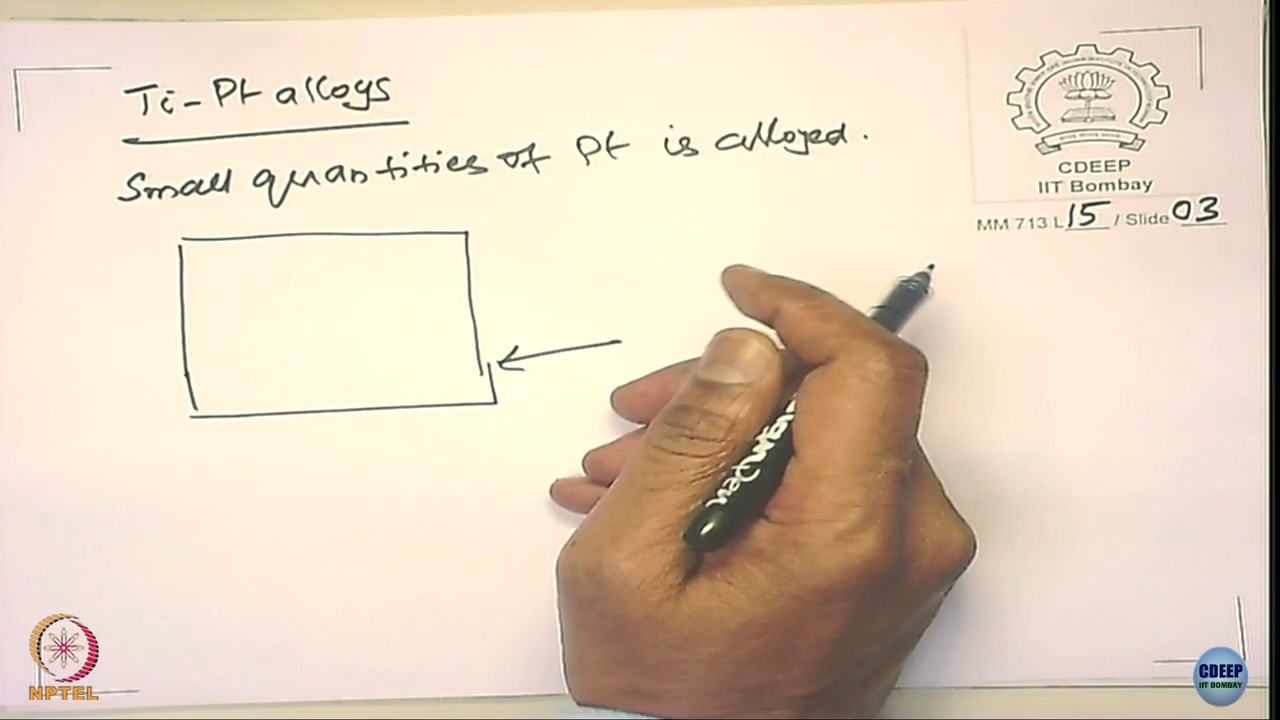 Ti-Pt alloys
Small quantities of Pt is alloyed.
CDEEP
IIT Bombay
MM 713 L15 / Slide 03
NPTEL
CDEEP
IIT BOMBAY